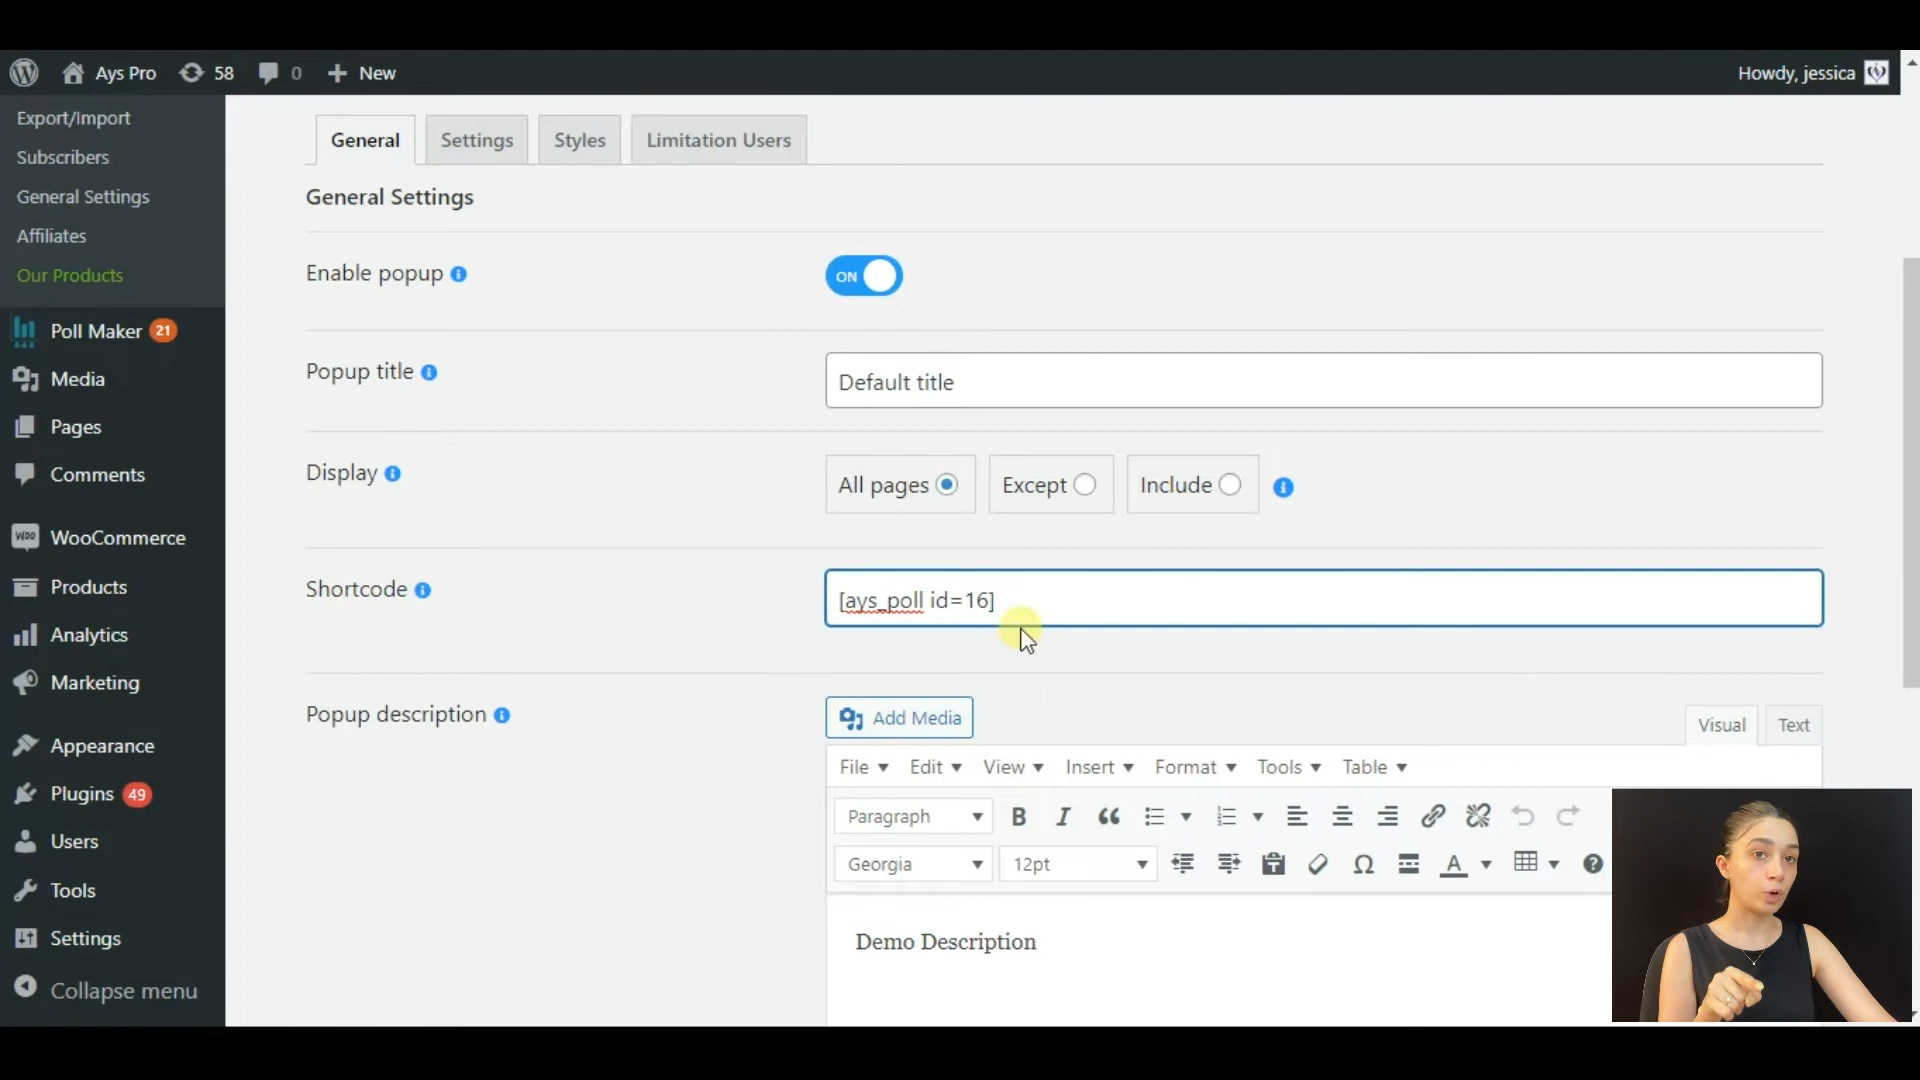 Ays Pro 58 0 New Howdy, jessica
Export/Import
Subscribers
General Settings
Affiliates
Our Products
Poll Maker 21
Media
Pages
Comments
WOO WooCommerce
Products
Analytics
Marketing
Appearance
Plugins 49
Users
Tools
Settings
Collapse menu
General Settings Styles Limitation Users
General Settings
Enable popup ON
Popup title Default title
Display All pages Except Include
Shortcode [ays_poll id=16]
Popup description Add Media Visual Text
File Edit View Insert Format Tools Table
Paragraph
Georgia 12pt
Demo Description